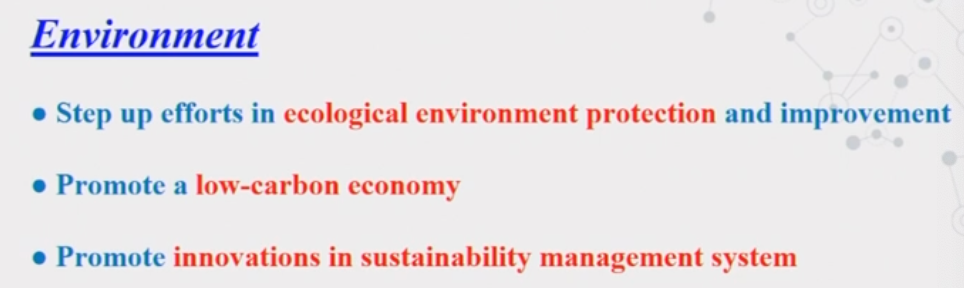 Environment
● Step up efforts in ecological environment protection and improvement
● Promote a low-carbon economy
● Promote innovations in sustainability management system